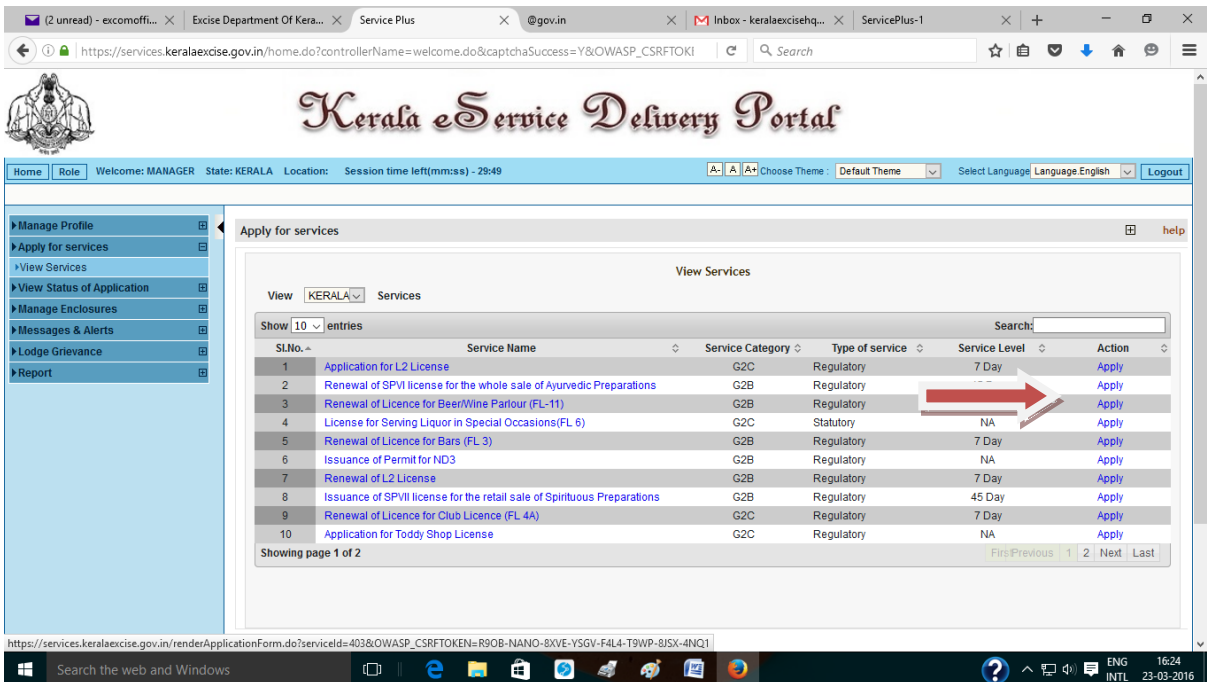 (2 unread) - excomoffi... Excise Department Of Kera... Service Plus @gov.in Inbox - keralaexcisehq... ServicePlus-1
https://services.keralaexcise.gov.in/home.do?controllerName=welcome.do&captchaSuccess=Y&OWASP_CSRFTOKI Search
Kerala eService Delivery Portal
Home Role Welcome: MANAGER State: KERALA Location: Session time left(mm:ss) - 29:49 A- A A+ Choose Theme : Default Theme Select Language Language.English Logout
Manage Profile
Apply for services
View Services
View Status of Application
Manage Enclosures
Messages & Alerts
Lodge Grievance
Report
Apply for services help
View Services
View KERALA Services
Show 10 entries Search:
Sl.No. Service Name Service Category Type of service Service Level Action
1 Application for L2 License G2C Regulatory 7 Day Apply
2 Renewal of SPVI license for the whole sale of Ayurvedic Preparations G2B Regulatory Apply
3 Renewal of Licence for Beer/Wine Parlour (FL-11) G2B Regulatory Apply
4 License for Serving Liquor in Special Occasions(FL 6) G2C Statutory NA Apply
5 Renewal of Licence for Bars (FL 3) G2B Regulatory 7 Day Apply
6 Issuance of Permit for ND3 G2B Regulatory NA Apply
7 Renewal of L2 License G2B Regulatory 7 Day Apply
8 Issuance of SPVII license for the retail sale of Spirituous Preparations G2B Regulatory 45 Day Apply
9 Renewal of Licence for Club Licence (FL 4A) G2C Regulatory 7 Day Apply
10 Application for Toddy Shop License G2C Regulatory NA Apply
Showing page 1 of 2 First Previous 1 2 Next Last
https://services.keralaexcise.gov.in/renderApplicationForm.do?serviceId=403&OWASP_CSRFTOKEN=R9OB-NANO-8XVE-YSGV-F4L4-T9WP-8JSX-4NQ1
Search the web and Windows ENG 16:24
INTL 23-03-2016